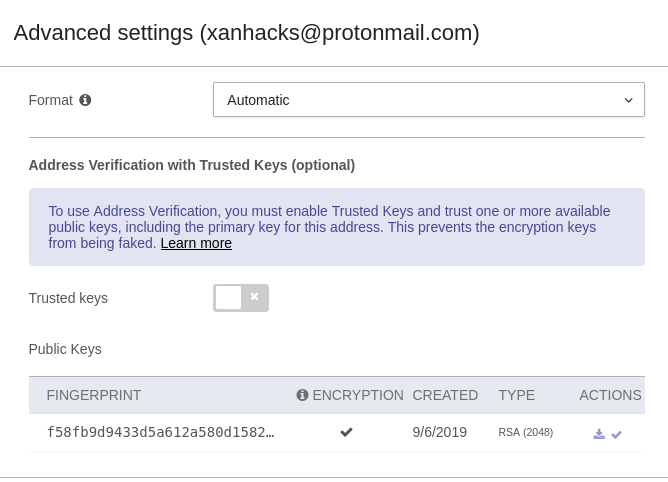 Advanced settings (xanhacks@protonmail.com)
Format
Automatic
Address Verification with Trusted Keys (optional)
To use Address Verification, you must enable Trusted Keys and trust one or more available
public keys, including the primary key for this address. This prevents the encryption keys
from being faked. Learn more
Trusted keys
Public Keys
FINGERPRINT ENCRYPTION CREATED TYPE ACTIONS
f58fb9d9433d5a612a580d1582… 9/6/2019 RSA (2048)